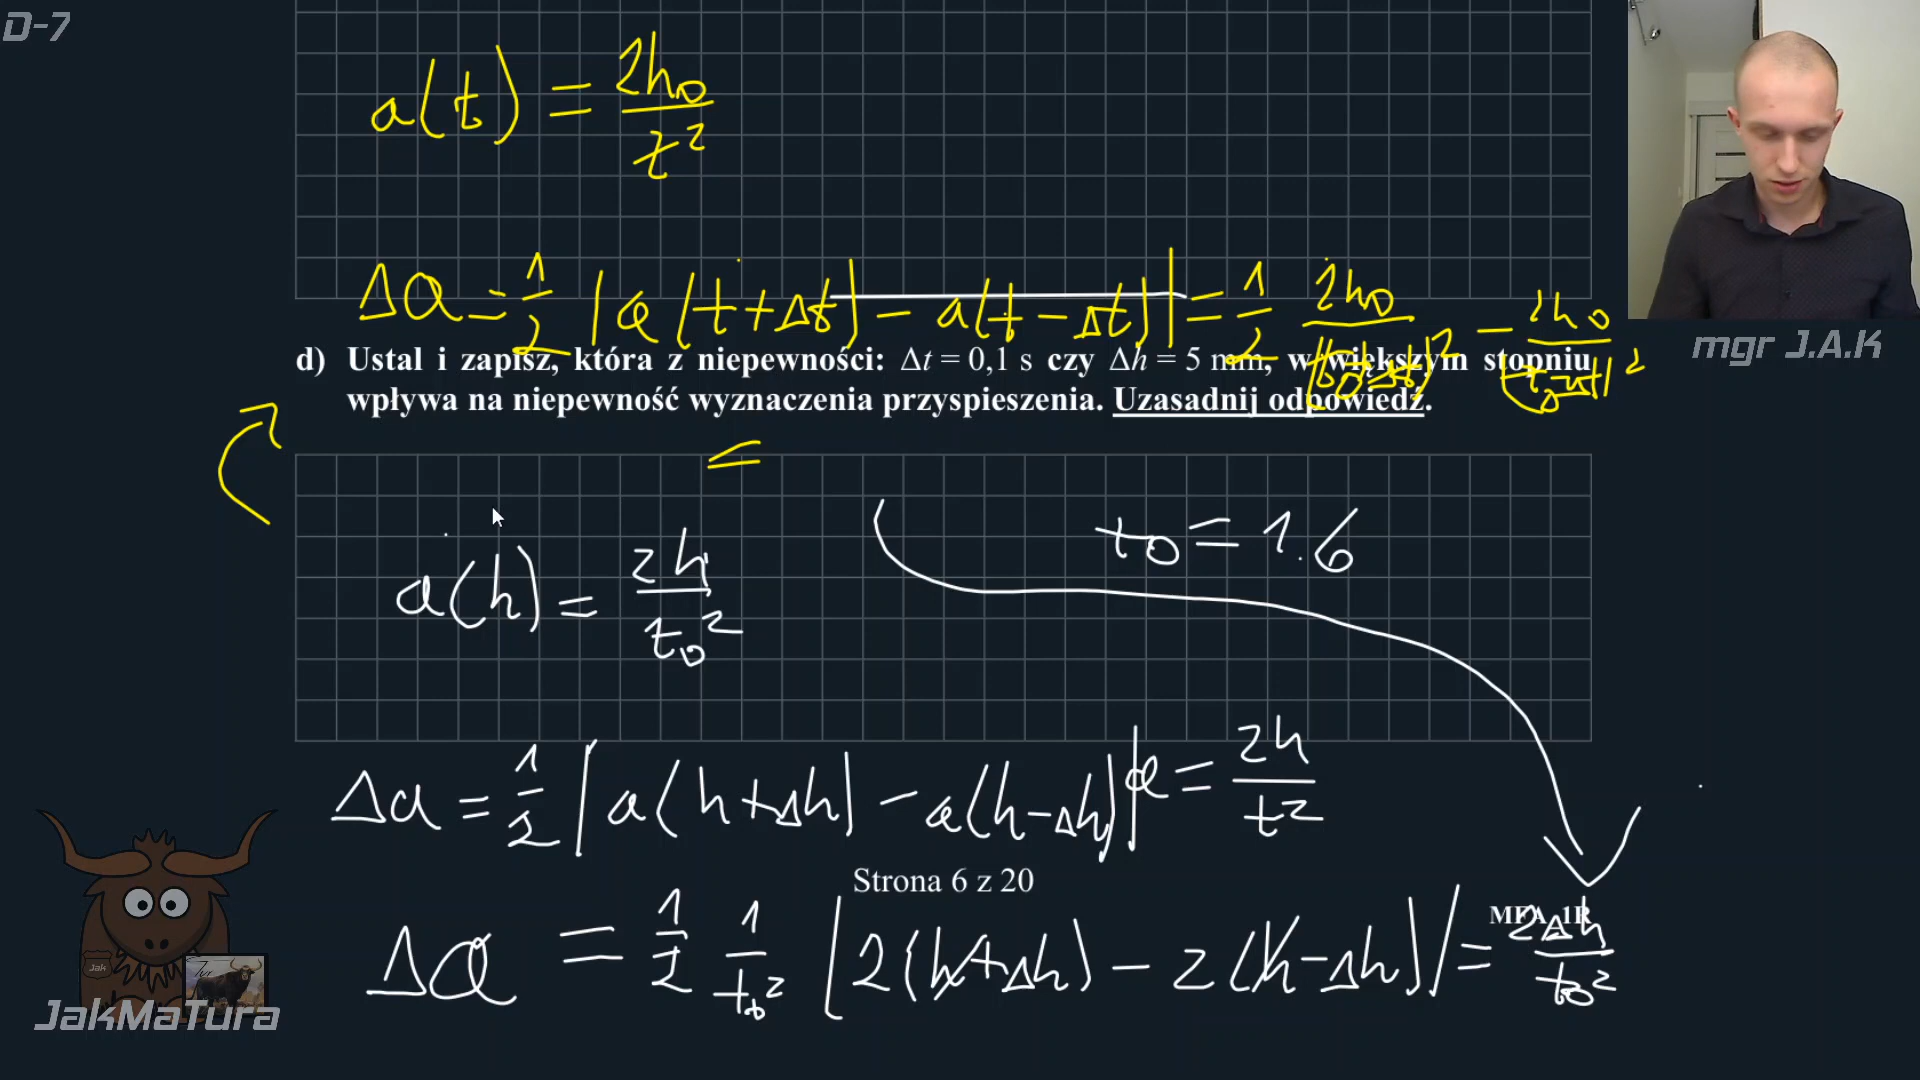 D-7
a(t) = 2h₀/t²
Δa = 1/2 |a(t+Δt) - a(t-Δt)| = 1/2 2h₀/(t₀+Δt)² - 2h₀/(t₀-Δt)²
mgr J.A.K
d) Ustal i zapisz, która z niepewności: Δt = 0,1 s czy Δh = 5 mm, w większym stopniu
wpływa na niepewność wyznaczenia przyspieszenia. Uzasadnij odpowiedź.
=
t₀ = 1.6
a(h) = 2h/t₀²
Δa = 1/2 |a(h+Δh) - a(h-Δh)|
a = 2h/t²
Strona 6 z 20
MFA_1R
Δa = 1/2 1/t₀² |2(h+Δh) - 2(h-Δh)| = 2Δh/t₀²
Jak
Tur
JakMaTura